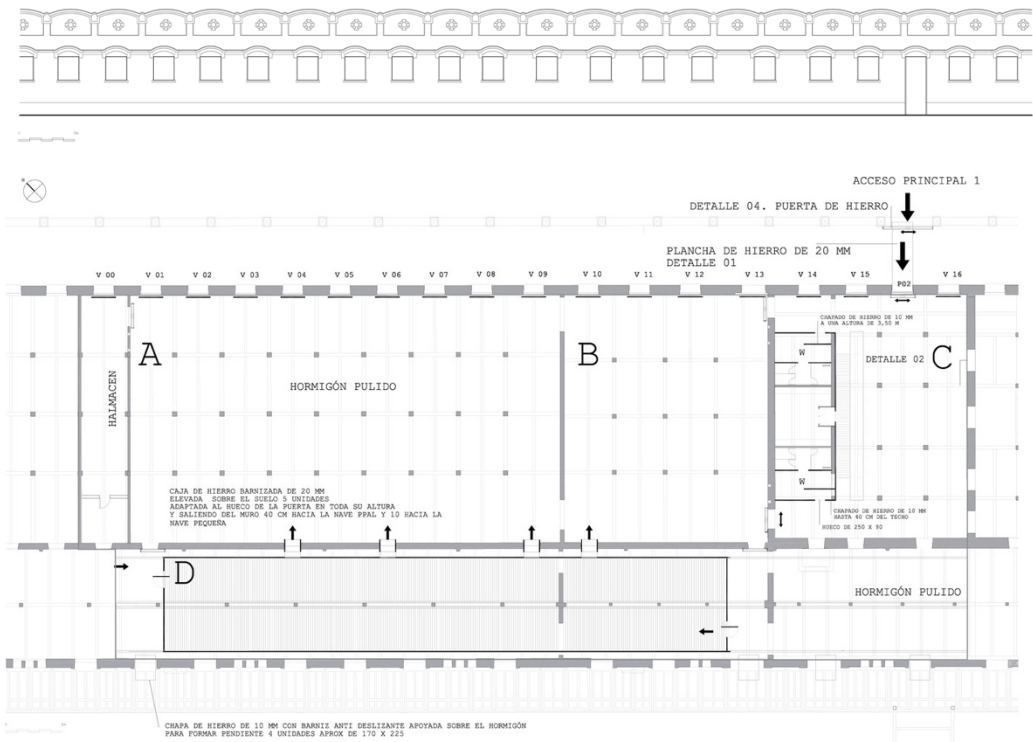 ACCESO PRINCIPAL 1
DETALLE 04. PUERTA DE HIERRO
PLANCHA DE HIERRO DE 20 MM
DETALLE 01
V 00 V 01 V 02 V 03 V 04 V 05 V 06 V 07 V 08 V 09 V 10 V 11 V 12 V 13 V 14 V 15 P02 V 16
CHAPADO DE HIERRO DE 10 MM
A UNA ALTURA DE 3,50 M
A
B
W
DETALLE 02
C
HALMACEN
HORMIGÓN PULIDO
W
CAJA DE HIERRO BARNIZADA DE 20 MM
ELEVADA SOBRE EL SUELO 5 UNIDADES
ADAPTADA AL HUECO DE LA PUERTA EN TODA SU ALTURA
Y SALIENDO DEL MURO 40 CM HACIA LA NAVE PPAL Y 10 HACIA LA
NAVE PEQUEÑA
CHAPADO DE HIERRO DE 10 MM
HASTA 40 CM DEL TECHO
HUECO DE 250 X 90
D
HORMIGÓN PULIDO
CHAPA DE HIERRO DE 10 MM CON BARNIZ ANTI DESLIZANTE APOYADA SOBRE EL HORMIGÓN
PARA FORMAR PENDIENTE 4 UNIDADES APROX DE 170 X 225